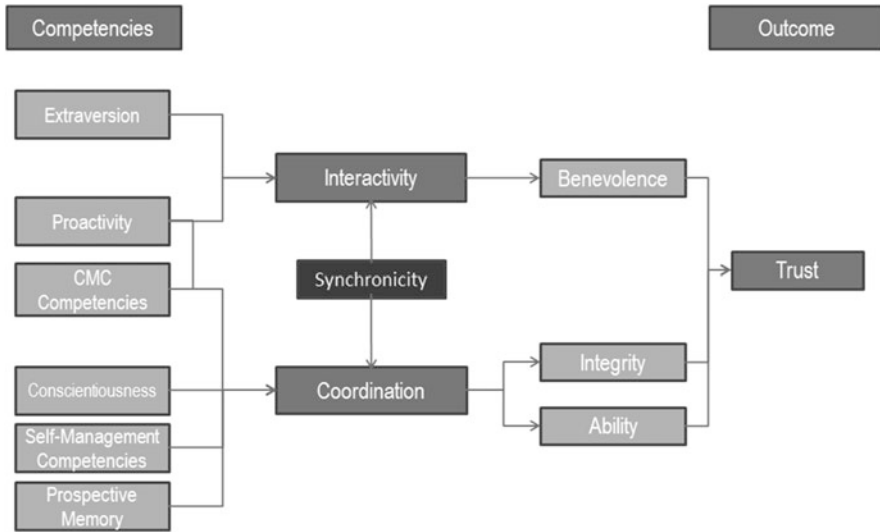 Competencies
Outcome
Extraversion
Interactivity
Benevolence
Proactivity
CMC
Competencies
Synchronicity
Trust
Conscientiousness
Coordination
Integrity
Ability
Self-Management
Competencies
Prospective
Memory